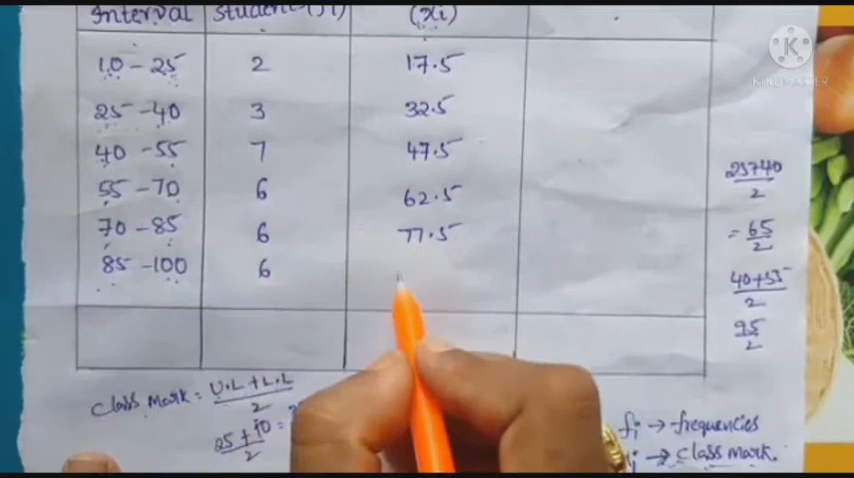 Interval Students (fi) (xi)
10 - 25 2 17.5
25 - 40 3 32.5
40 - 55 7 47.5
55 - 70 6 62.5
70 - 85 6 77.5
85 - 100 6
25+40
2
= 65
2
40+55
2
95
2
Class Mark = U.L + L.L
2
25 + 10 =
2
fi → frequencies
→ class mark.
K
KINEMASTER